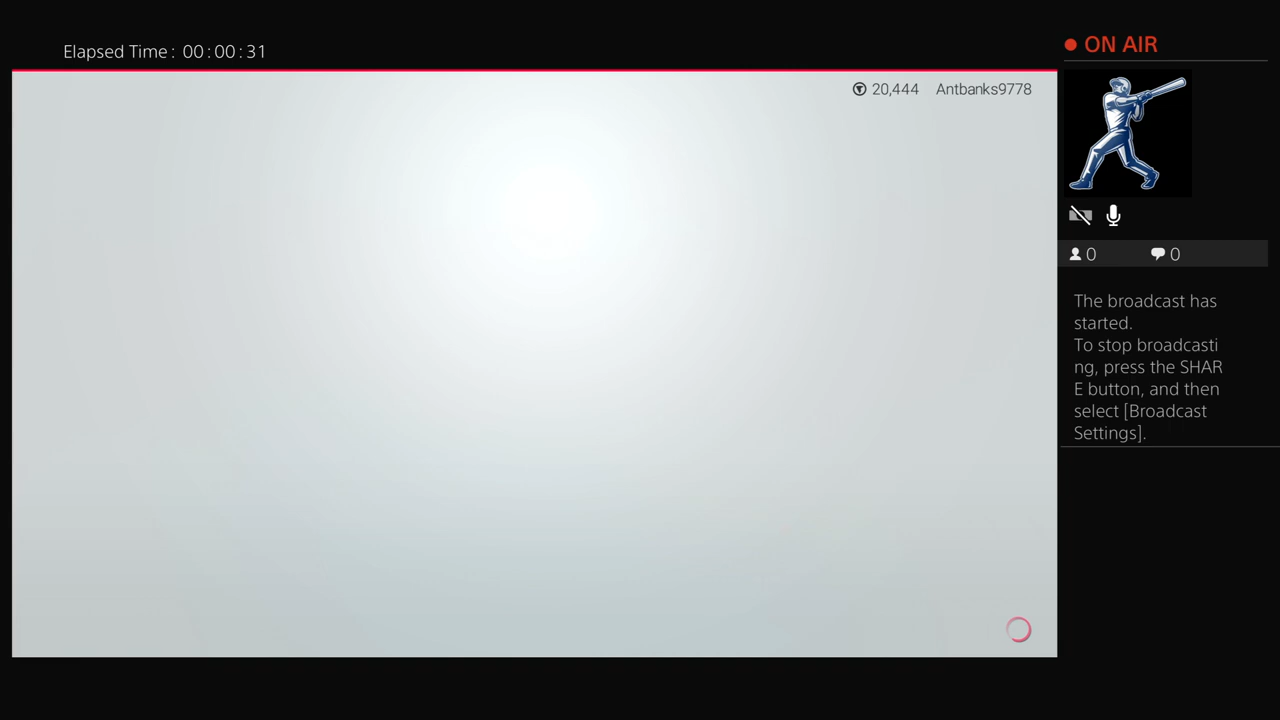 Elapsed Time: 00:00:31
ON AIR
20,444 Antbanks9778
0 0
The broadcast has
started.
To stop broadcasti
ng, press the SHAR
E button, and then
select [Broadcast
Settings].